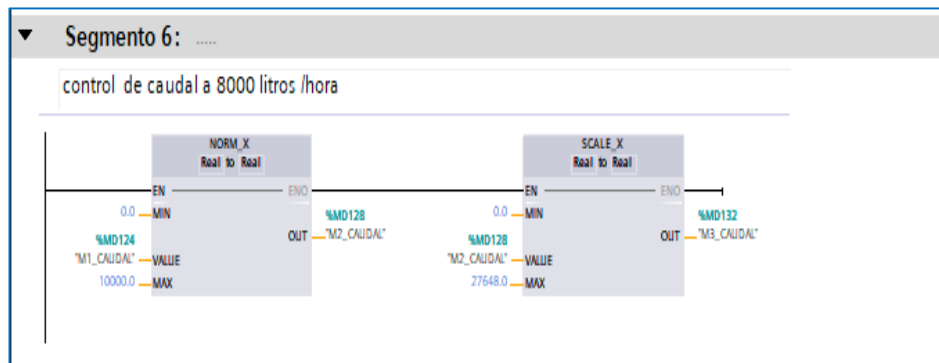 Segmento 6: .....
control de caudal a 8000 litros /hora
NORM_X
Real to Real
EN
ENO
0.0
MIN
%MD124
"M1_CAUDAL"
VALUE
10000.0
MAX
%MD128
OUT
"M2_CAUDAL"
SCALE_X
Real to Real
EN
ENO
0.0
MIN
%MD128
"M2_CAUDAL"
VALUE
27648.0
MAX
%MD132
OUT
"M3_CAUDAL"